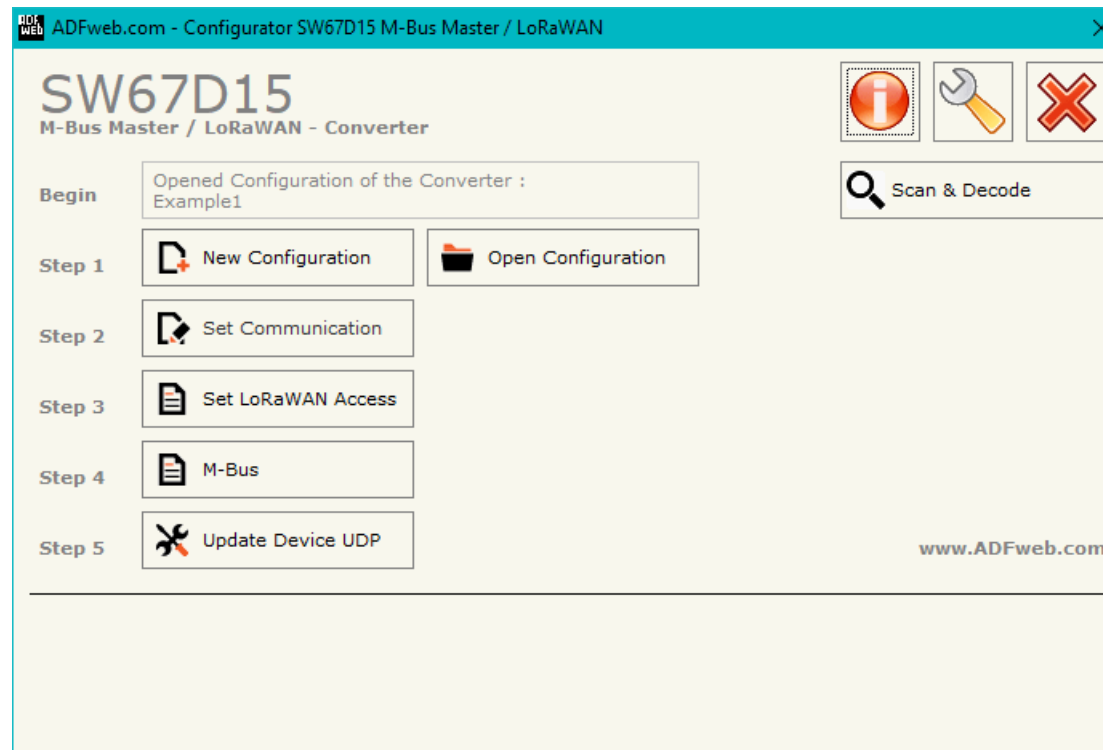 ADF web ADFweb.com - Configurator SW67D15 M-Bus Master / LoRaWAN
SW67D15
M-Bus Master / LoRaWAN - Converter
Begin
Opened Configuration of the Converter :
Example1
Scan & Decode
Step 1
New Configuration
Open Configuration
Step 2
Set Communication
Step 3
Set LoRaWAN Access
Step 4
M-Bus
Step 5
Update Device UDP
www.ADFweb.com